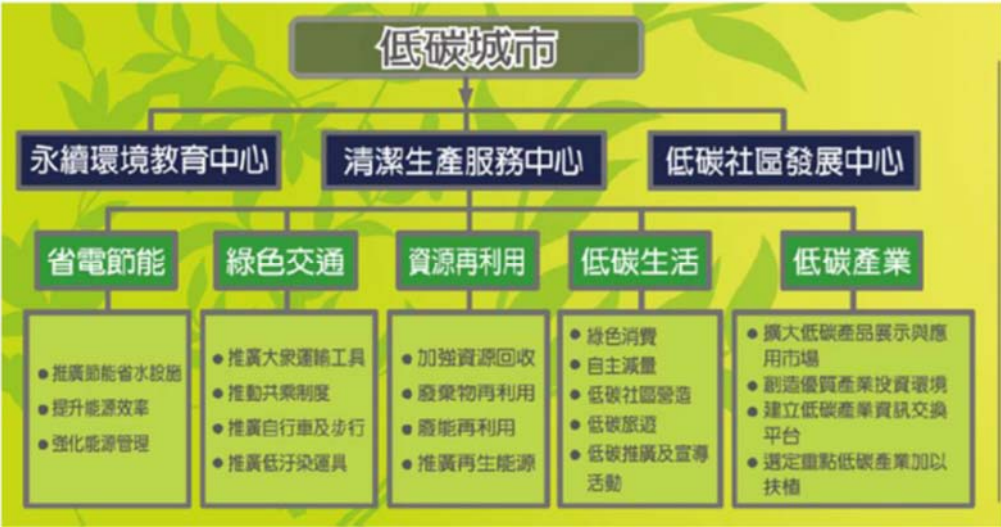 低碳城市
永續環境教育中心
清潔生產服務中心
低碳社區發展中心
省電節能
綠色交通
資源再利用
低碳生活
低碳產業
●推廣節能省水設施
●提升能源效率
●強化能源管理
●推廣大眾運輸工具
●推動共乘制度
●推廣自行車及步行
●推廣低汙染運具
●加強資源回收
●廢棄物再利用
●廢能再利用
●推廣再生能源
●綠色消費
●自主減量
●低碳社區營造
●低碳旅遊
●低碳推廣及宣導
活動
●擴大低碳產品展示與應
用市場
●創造優質產業投資環境
●建立低碳產業資訊交換
平台
●選定重點低碳產業加以
扶植